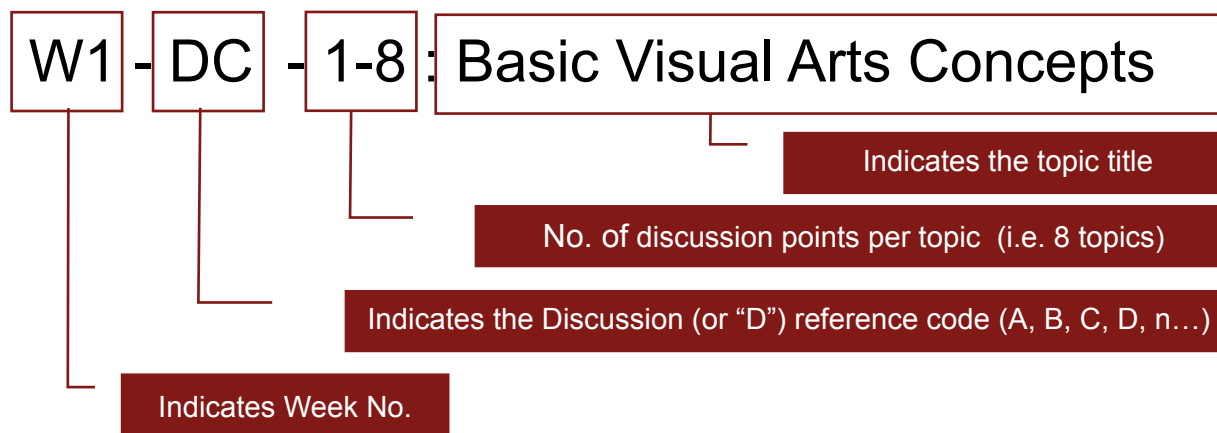 W1 - DC - 1-8 : Basic Visual Arts Concepts
Indicates the topic title
No. of discussion points per topic (i.e. 8 topics)
Indicates the Discussion (or “D”) reference code (A, B, C, D, n…)
Indicates Week No.